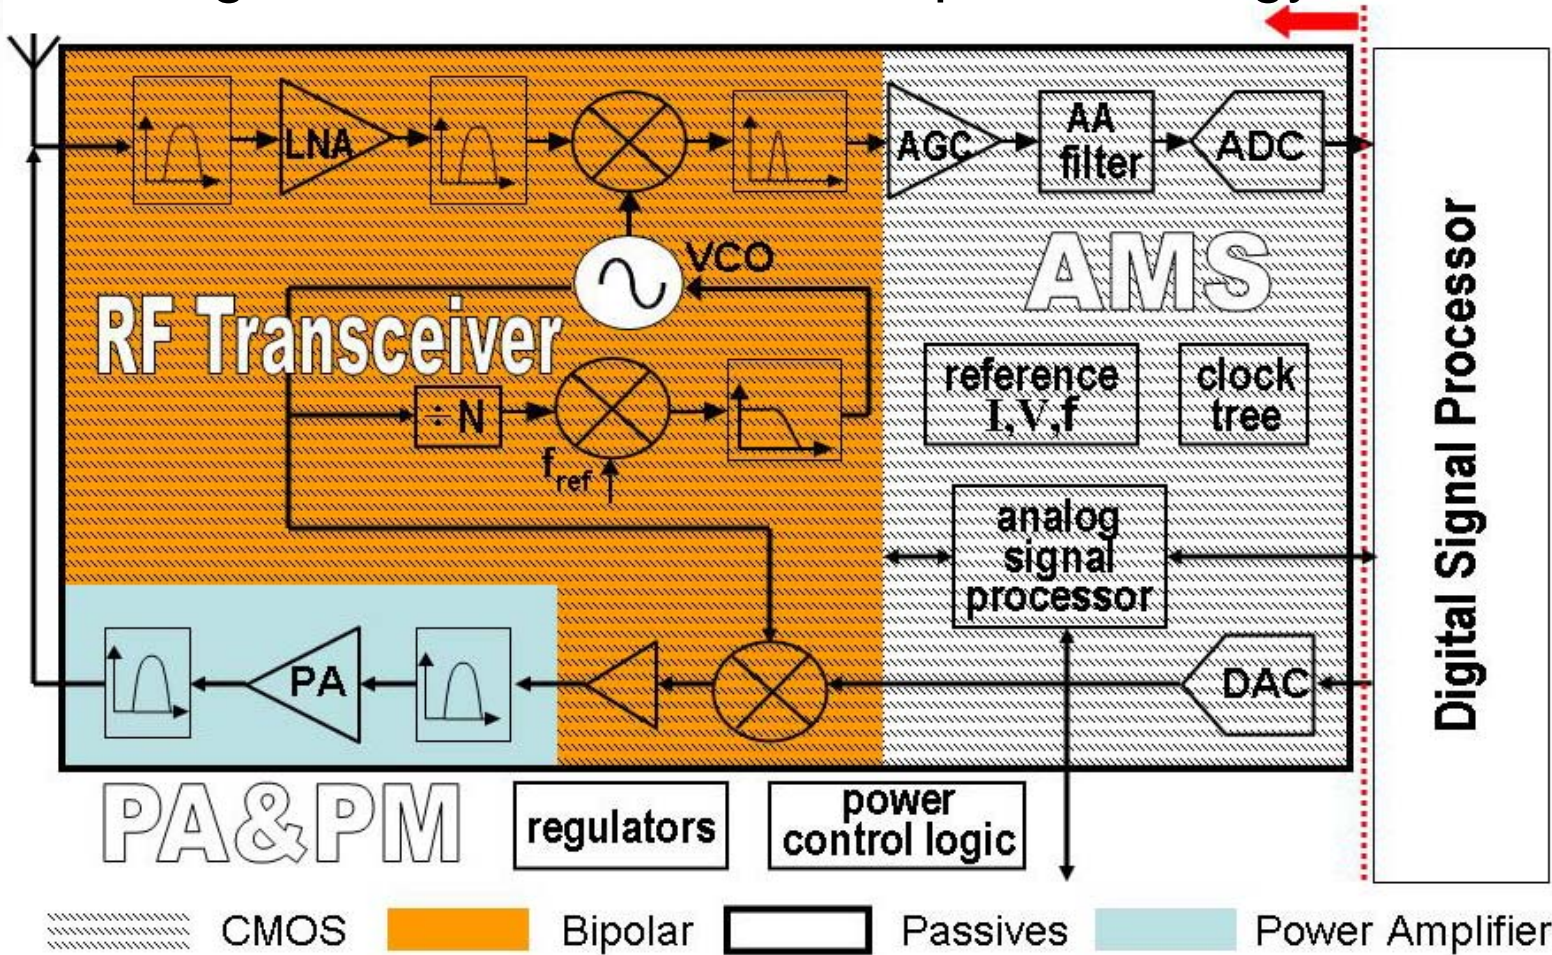 LNA
AGC
AA
filter
ADC
VCO
AMS
RF Transceiver
reference
I,V,f
clock
tree
÷ N
fref
analog
signal
processor
PA
DAC
Digital Signal Processor
PA&PM
regulators
power
control logic
CMOS
Bipolar
Passives
Power Amplifier